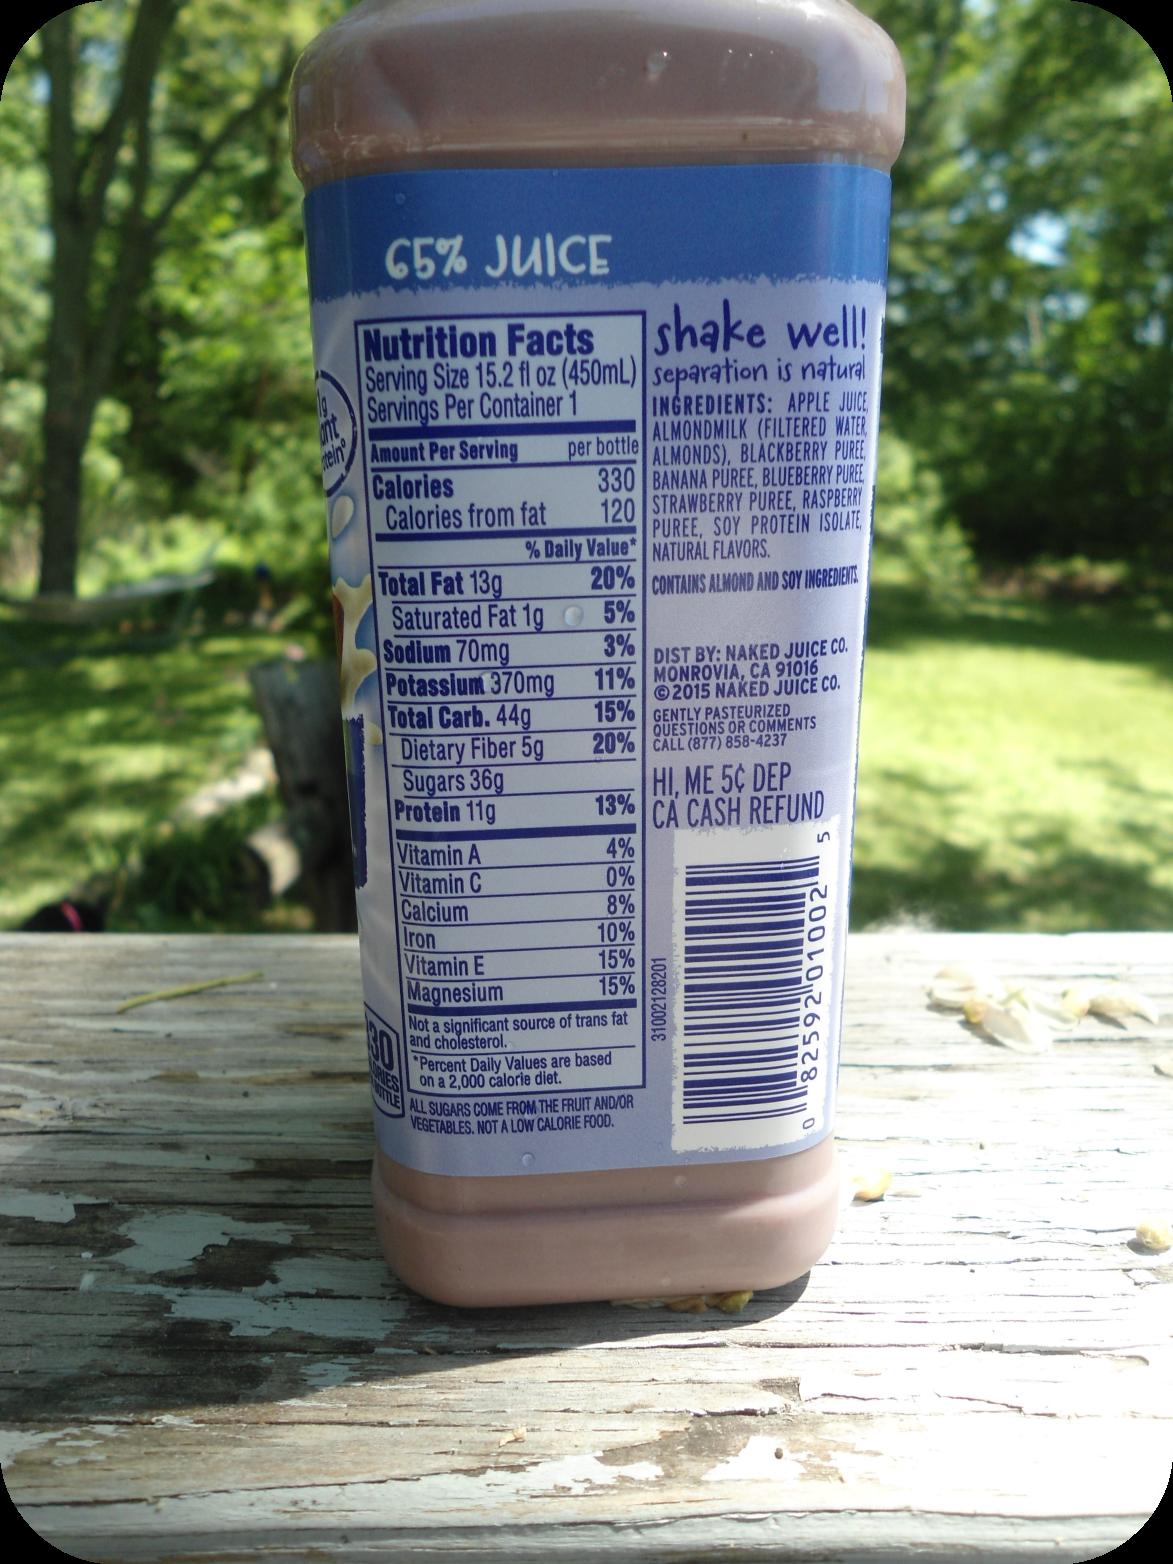 65% JUICE
Nutrition Facts
Serving Size 15.2 fl oz (450mL)
Servings Per Container 1
Amount Per Serving per bottle
Calories 330
Calories from fat 120
% Daily Value*
Total Fat 13g 20%
Saturated Fat 1g 5%
Sodium 70mg 3%
Potassium 370mg 11%
Total Carb. 44g 15%
Dietary Fiber 5g 20%
Sugars 36g
Protein 11g 13%
Vitamin A 4%
Vitamin C 0%
Calcium 8%
Iron 10%
Vitamin E 15%
Magnesium 15%
Not a significant source of trans fat
and cholesterol.
*Percent Daily Values are based
on a 2,000 calorie diet.
ALL SUGARS COME FROM THE FRUIT AND/OR
VEGETABLES. NOT A LOW CALORIE FOOD.
shake well!
separation is natural
INGREDIENTS: APPLE JUICE,
ALMONDMILK (FILTERED WATER,
ALMONDS), BLACKBERRY PUREE,
BANANA PUREE, BLUEBERRY PUREE,
STRAWBERRY PUREE, RASPBERRY
PUREE, SOY PROTEIN ISOLATE,
NATURAL FLAVORS.
CONTAINS ALMOND AND SOY INGREDIENTS.
DIST BY: NAKED JUICE CO.
MONROVIA, CA 91016
©2015 NAKED JUICE CO.
GENTLY PASTEURIZED
QUESTIONS OR COMMENTS
CALL (877) 858-4237
HI, ME 5¢ DEP
CA CASH REFUND
31002128201
0 82592 01002 5